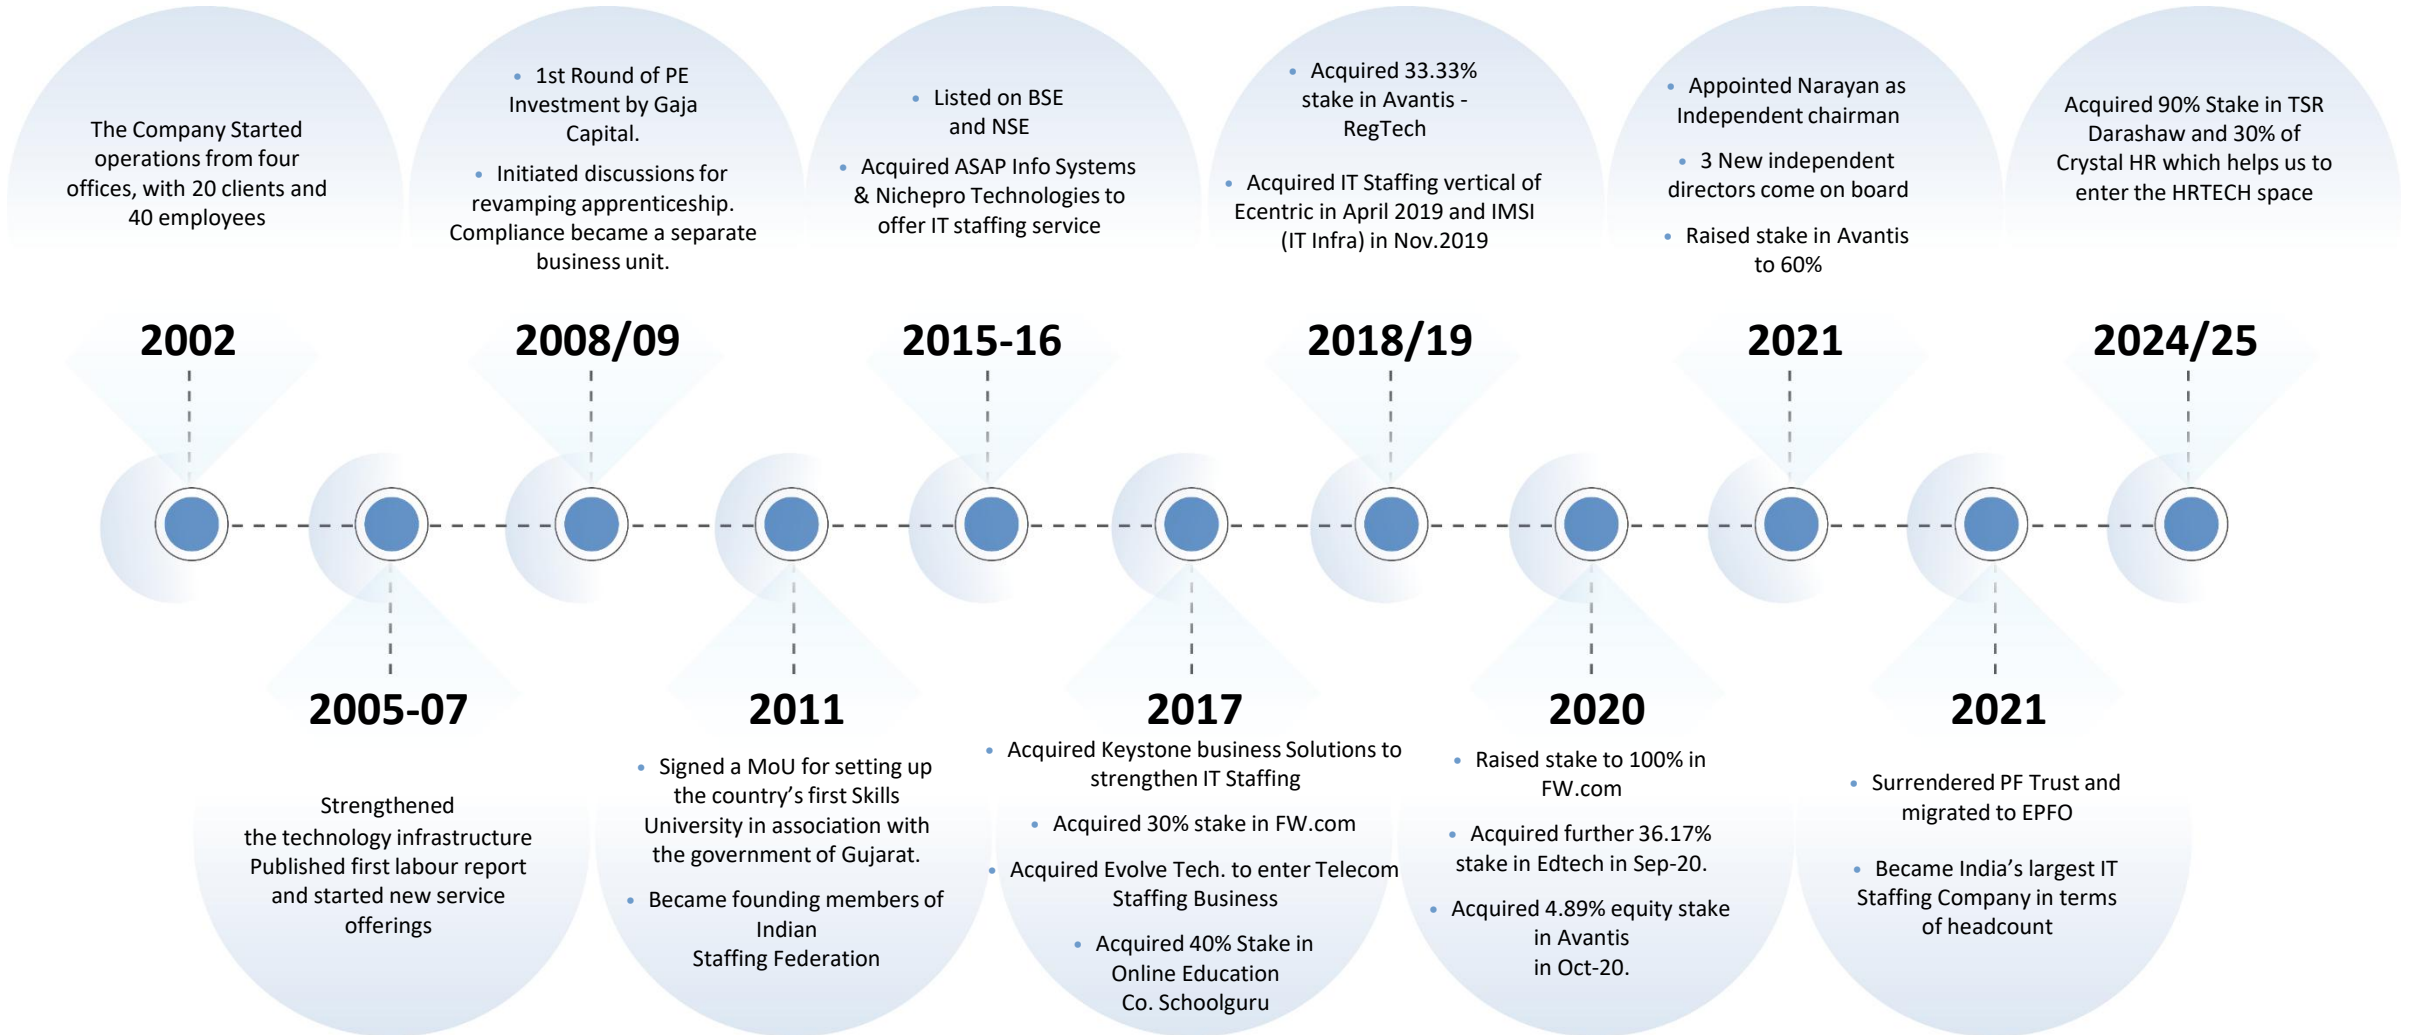 The Company Started
operations from four
offices, with 20 clients and
40 employees
2002
Strengthened
the technology infrastructure
Published first labour report
and started new service
offerings
2005-07
• 1st Round of PE
Investment by Gaja
Capital.
• Initiated discussions for
revamping apprenticeship.
Compliance became a separate
business unit.
2008/09
2011
• Signed a MoU for setting up
the country’s first Skills
University in association with
the government of Gujarat.
• Became founding members of
Indian
Staffing Federation
• Listed on BSE
and NSE
• Acquired ASAP Info Systems
& Nichepro Technologies to
offer IT staffing service
2015-16
2017
• Acquired Keystone business Solutions to
strengthen IT Staffing
• Acquired 30% stake in FW.com
• Acquired Evolve Tech. to enter Telecom
Staffing Business
• Acquired 40% Stake in
Online Education
Co. Schoolguru
• Acquired 33.33%
stake in Avantis -
RegTech
• Acquired IT Staffing vertical of
Ecentric in April 2019 and IMSI
(IT Infra) in Nov.2019
2018/19
2020
• Raised stake to 100% in
FW.com
• Acquired further 36.17%
stake in Edtech in Sep-20.
• Acquired 4.89% equity stake
in Avantis
in Oct-20.
• Appointed Narayan as
Independent chairman
• 3 New independent
directors come on board
• Raised stake in Avantis
to 60%
2021
2021
• Surrendered PF Trust and
migrated to EPFO
• Became India’s largest IT
Staffing Company in terms
of headcount
Acquired 90% Stake in TSR
Darashaw and 30% of
Crystal HR which helps us to
enter the HRTECH space
2024/25